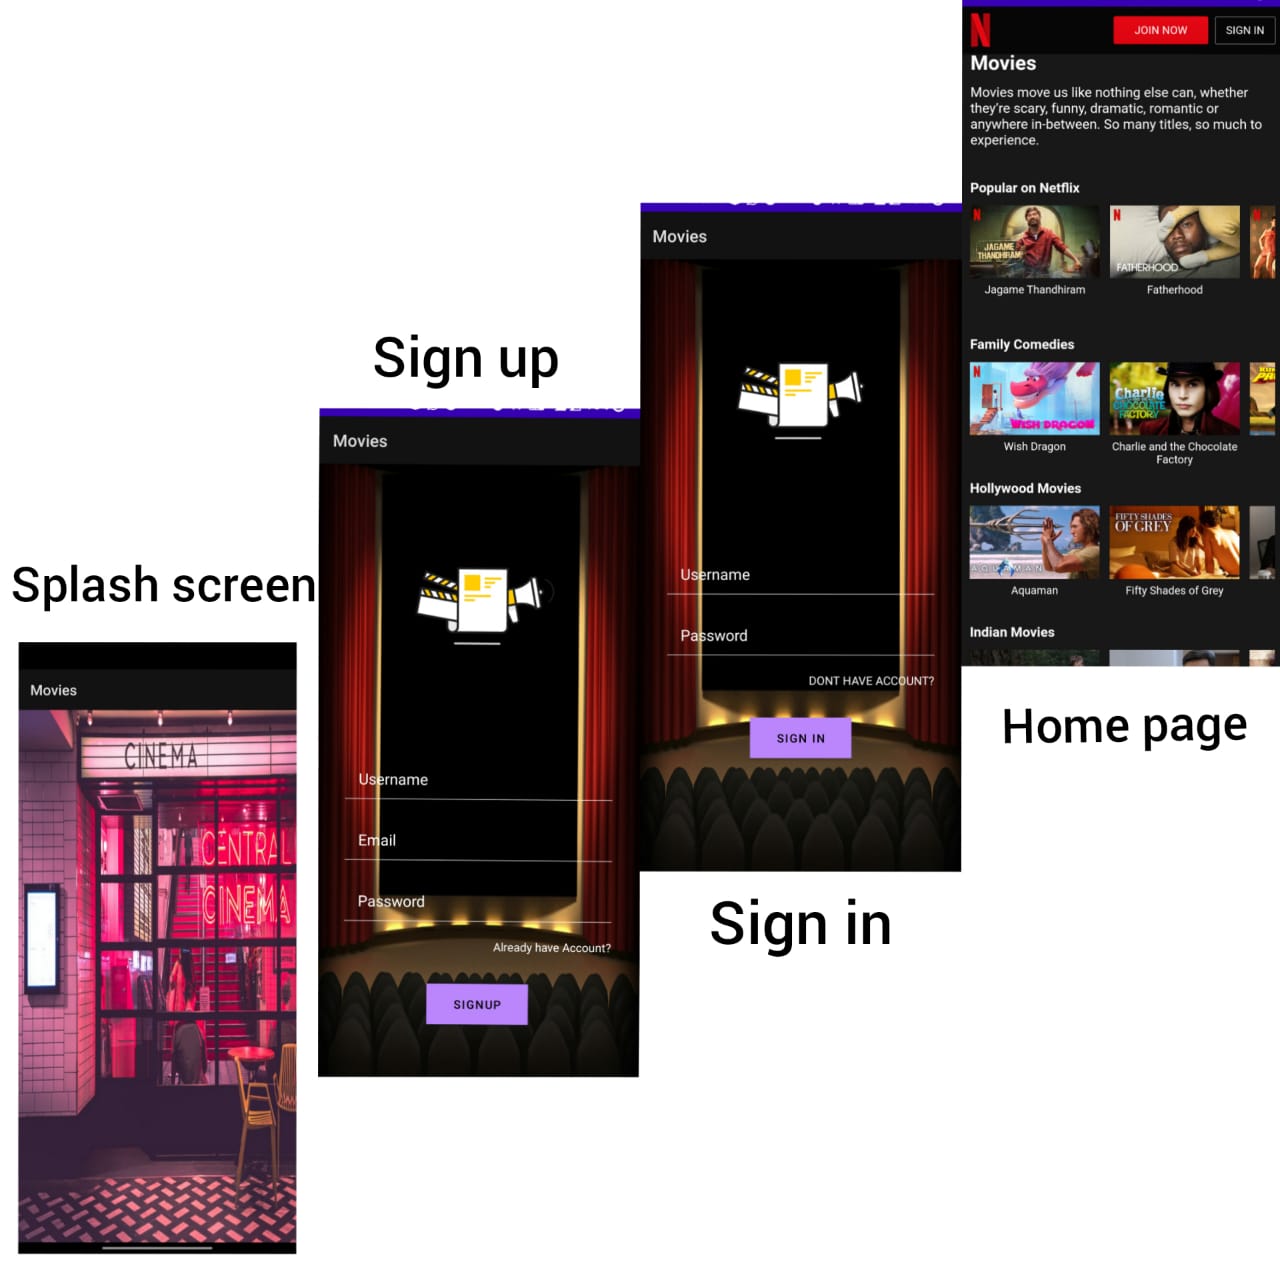 Splash screen
Movies
CINEMA
CENTRAL
CINEMA
Sign up
Movies
Username
Email
Password
Already have Account?
SIGNUP
Movies
Username
Password
DONT HAVE ACCOUNT?
SIGN IN
Sign in
N
JOIN NOW
SIGN IN
Movies
Movies move us like nothing else can, whether
they're scary, funny, dramatic, romantic or
anywhere in-between. So many titles, so much to
experience.
Popular on Netflix
N
JAGAME
THANDHIRAM
N
FATHERHOOD
N
Jagame Thandhiram
Fatherhood
Family Comedies
N
WISH DRAGON
Charlie
AND THE
CHOCOLATE
FACTORY
Wish Dragon
Charlie and the Chocolate
Factory
Hollywood Movies
AQUAMAN
FIFTY SHADES
OF GREY
Aquaman
Fifty Shades of Grey
Indian Movies
Home page